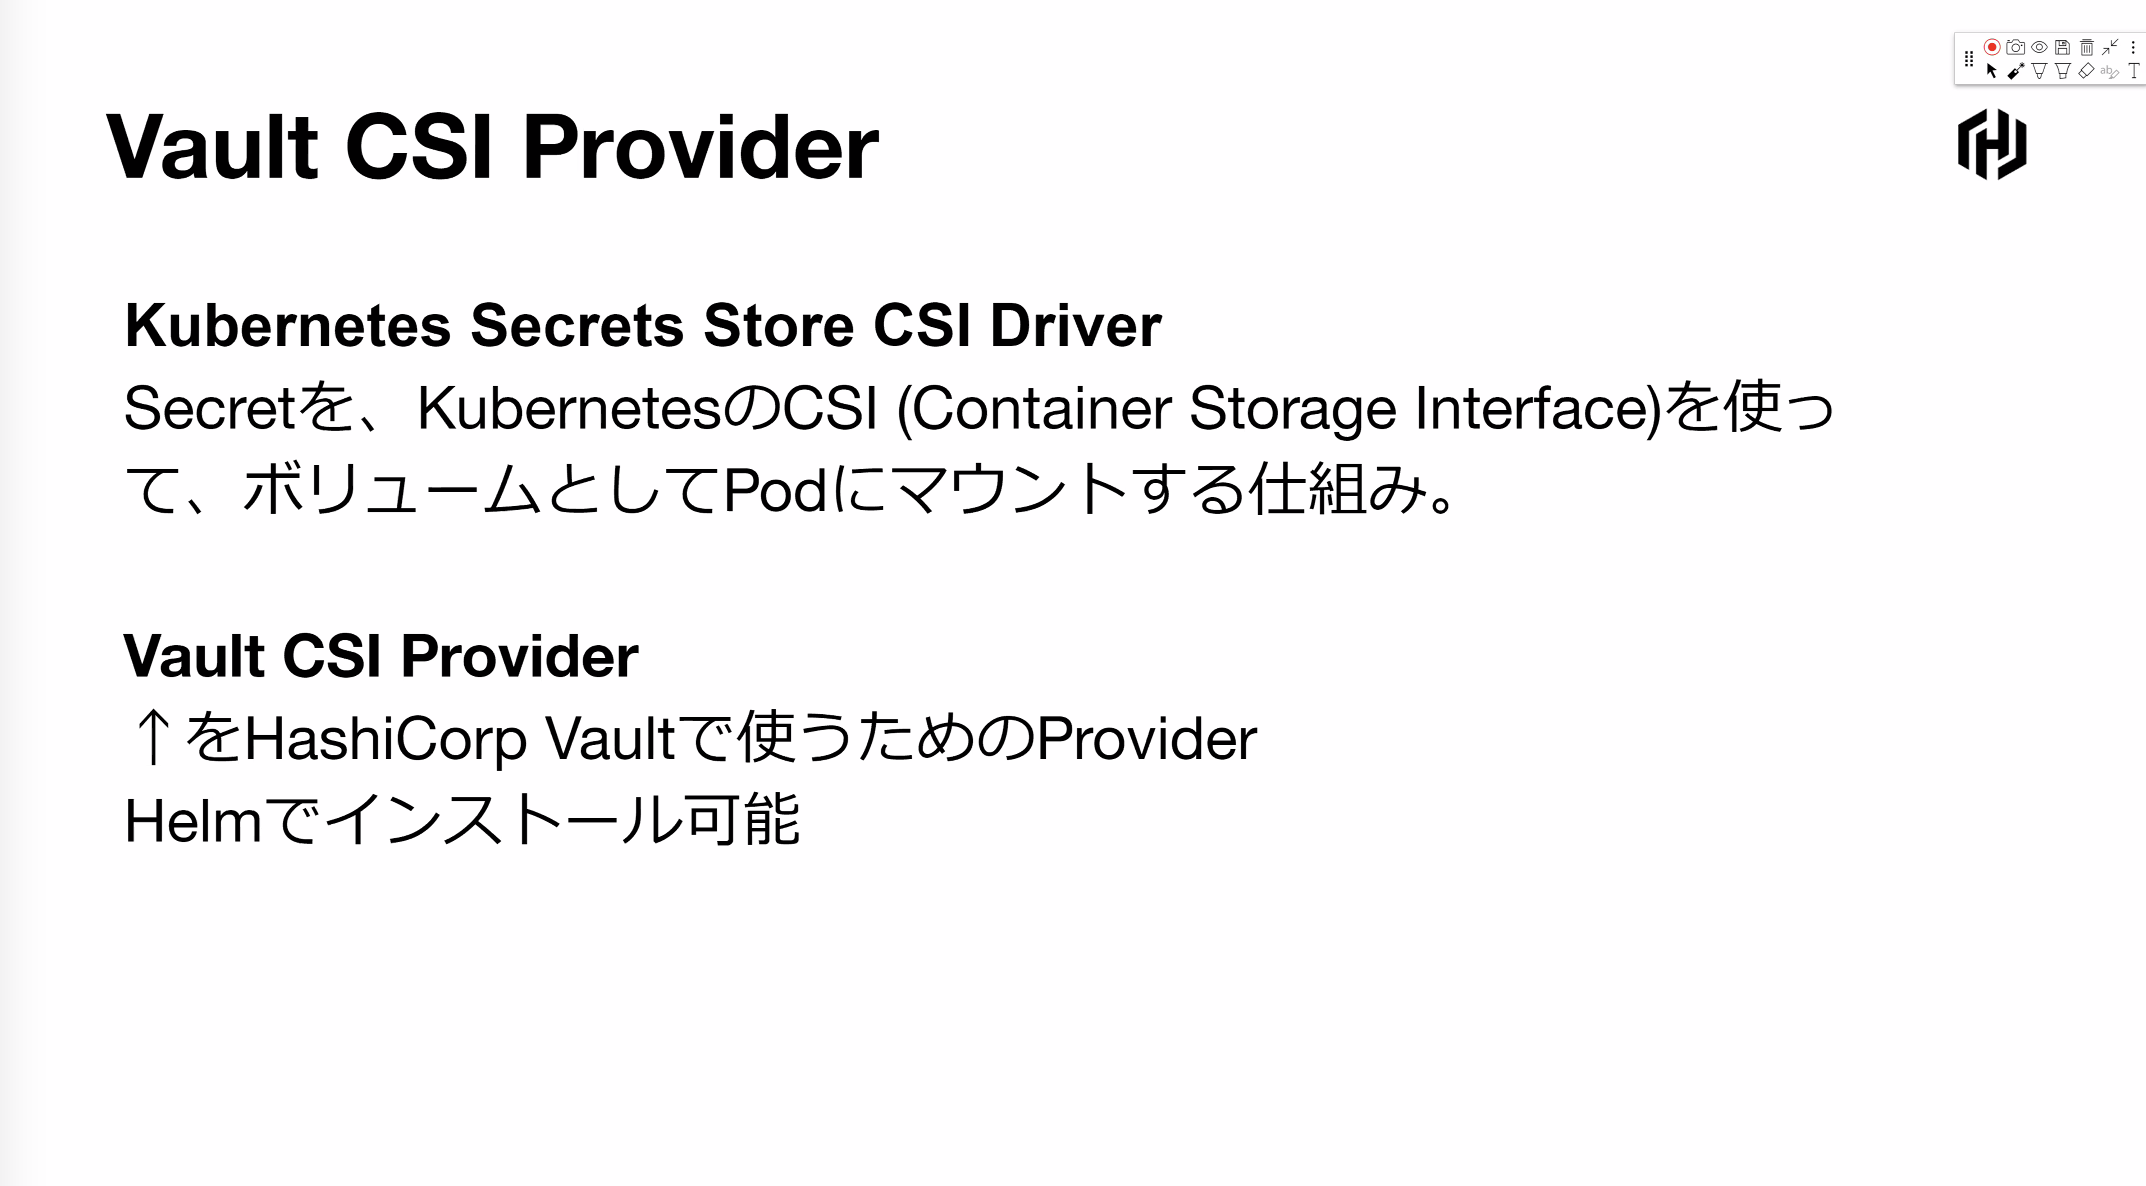 Vault CSI Provider
Kubernetes Secrets Store CSI Driver
Secretを、KubernetesのCSI (Container Storage Interface)を使っ
て、ボリュームとしてPodにマウントする仕組み。
Vault CSI Provider
↑をHashiCorp Vaultで使うためのProvider
Helmでインストール可能